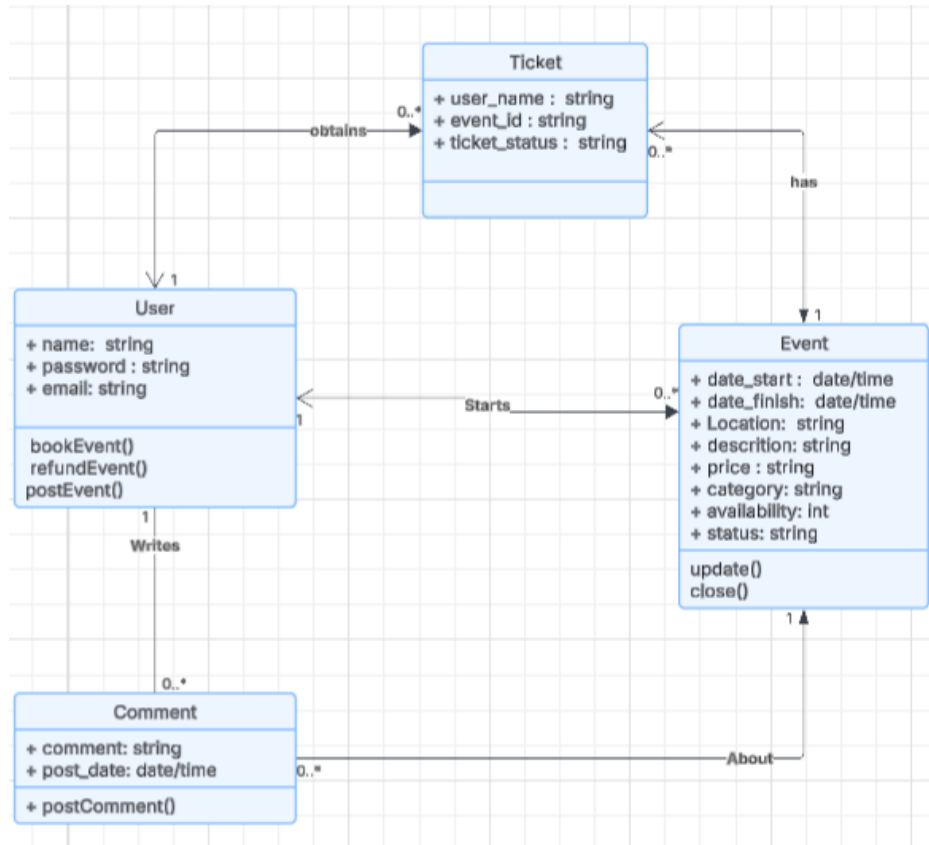 Ticket
+ user_name : string
+ event_id : string
+ ticket_status : string
0..*
obtains
0..*
has
1
1
User
+ name: string
+ password : string
+ email: string
bookEvent()
refundEvent()
postEvent()
1
Starts
0..*
Event
+ date_start : date/time
+ date_finish: date/time
+ Location: string
+ descrition: string
+ price : string
+ category: string
+ availability: int
+ status: string
update()
close()
1
Writes
0..*
1
Comment
+ comment: string
+ post_date: date/time
+ postComment()
0..*
About